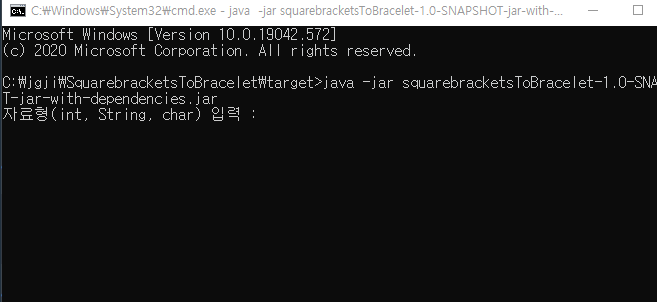 C:₩Windows₩System32₩cmd.exe - java -jar squarebracketsToBracelet-1.0-SNAPSHOT-jar-with-...
Microsoft Windows [Version 10.0.19042.572]
(c) 2020 Microsoft Corporation. All rights reserved.
C:₩jgji₩SquarebracketsToBracelet₩target>java -jar squarebracketsToBracelet-1.0-SNA
T-jar-with-dependencies.jar
자료형(int, String, char) 입력 :